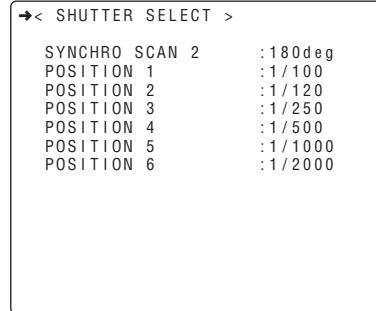 ➔< SHUTTER SELECT >
SYNCHRO SCAN 2 :180deg
POSITION 1 :1/100
POSITION 2 :1/120
POSITION 3 :1/250
POSITION 4 :1/500
POSITION 5 :1/1000
POSITION 6 :1/2000